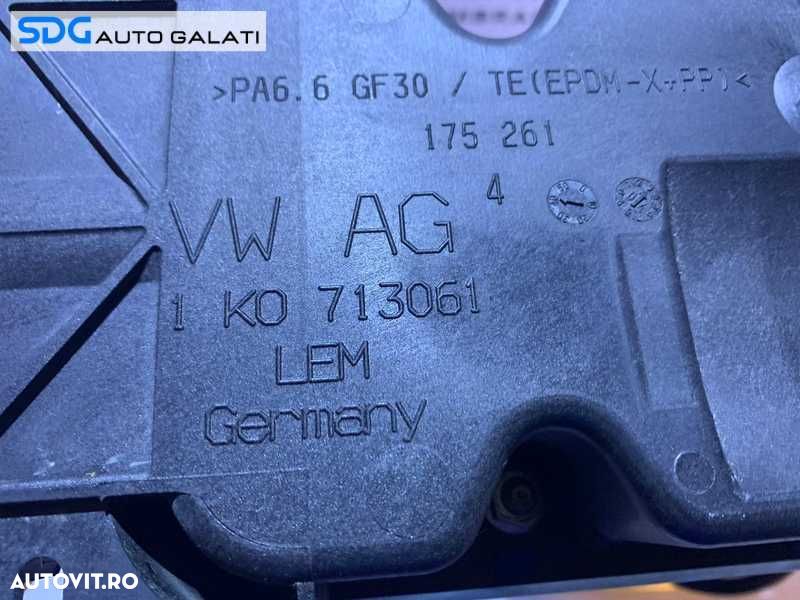 SDG AUTO GALATI
>PA6.6 GF30 / TE(EPDM-X+PP)<
175 261
VW AG 4
1 K0 713061
LEM
Germany
AUTOVIT.RO